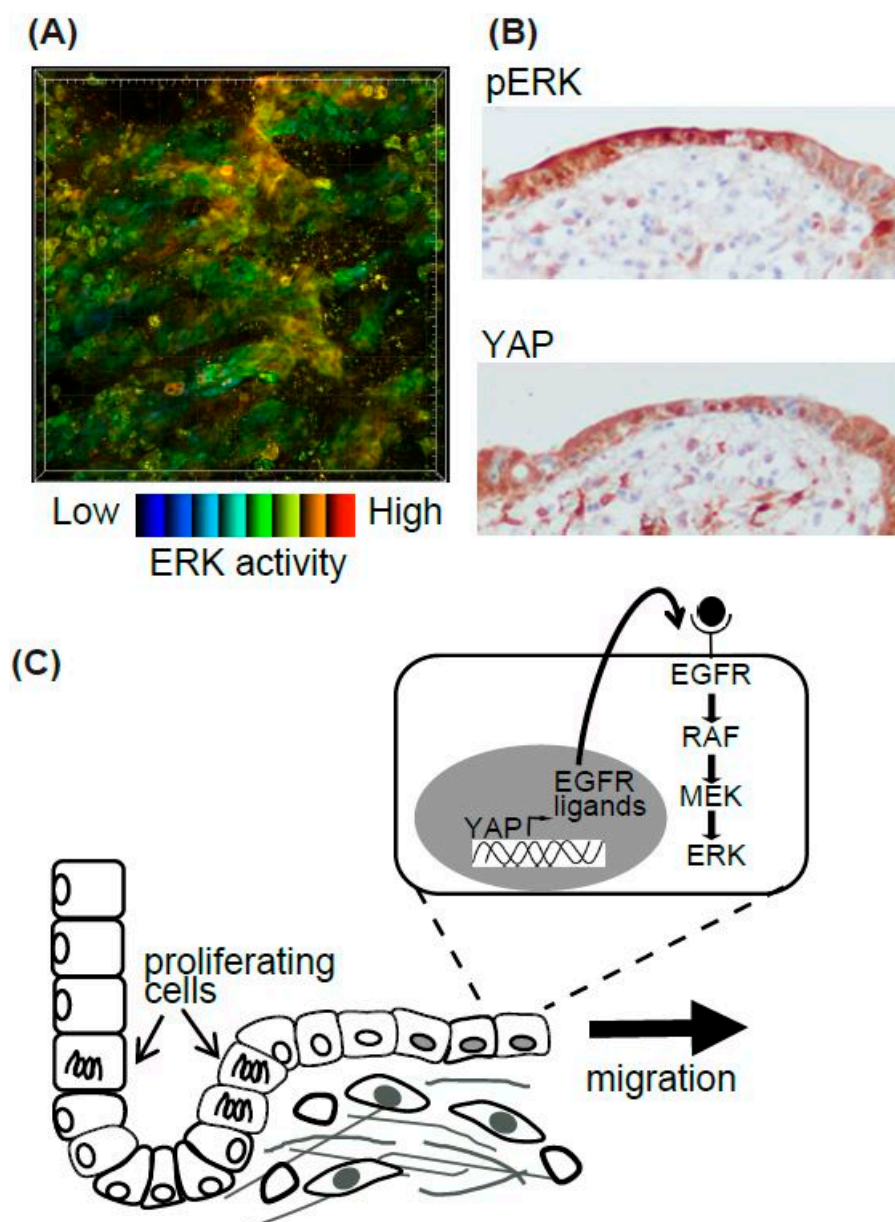 (A)
Low
High
ERK activity
(B)
pERK
YAP
(C)
EGFR
RAF
MEK
ERK
EGFR
ligands
YAP
proliferating
cells
migration